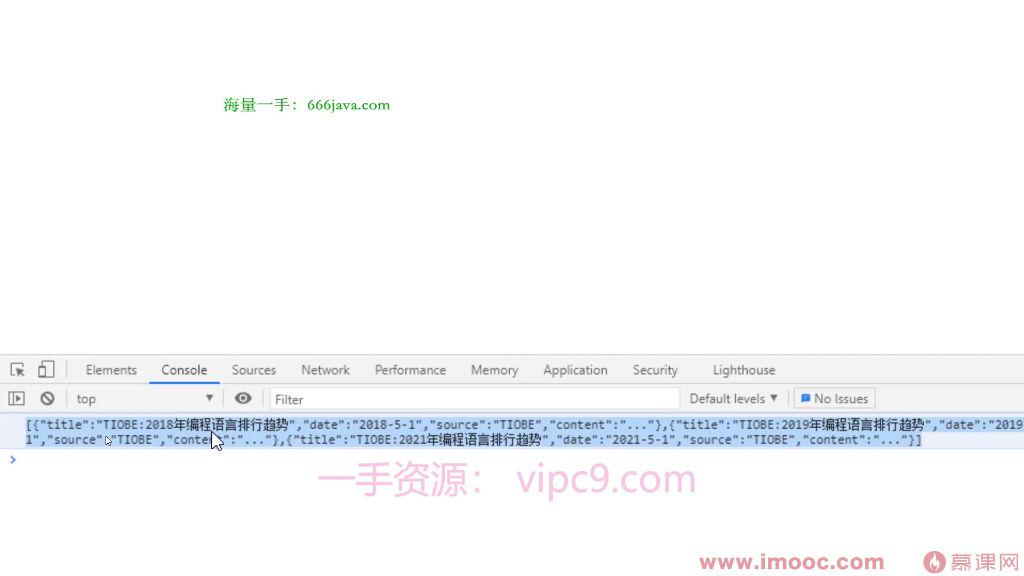 海量一手：666java.com
Elements Console Sources Network Performance Memory Application Security Lighthouse
top Filter Default levels No Issues
[{"title":"TIOBE:2018年编程语言排行趋势","date":"2018-5-1","source":"TIOBE","content":"..."},{"title":"TIOBE:2019年编程语言排行趋势","date":"2019
1","source":"TIOBE","content":"..."},{"title":"TIOBE:2021年编程语言排行趋势","date":"2021-5-1","source":"TIOBE","content":"..."}]
一手资源： vipc9.com
www.imooc.com 慕课网